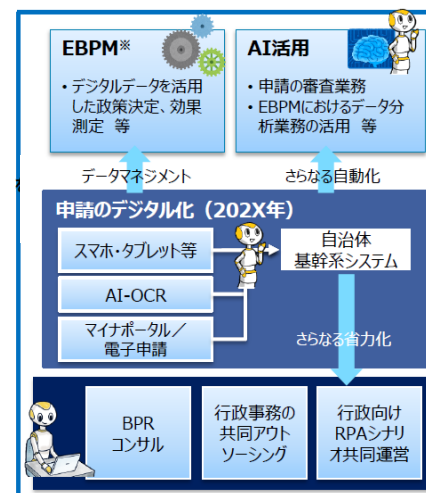 EBPM※
・デジタルデータを活用
した政策決定、効果
測定 等
AI活用
・申請の審査業務
・EBPMにおけるデータ分
析業務の活用 等
データマネジメント
さらなる自動化
申請のデジタル化（202X年）
スマホ・タブレット等
AI-OCR
マイナポータル／
電子申請
自治体
基幹系システム
さらなる省力化
BPR
コンサル
行政事務の
共同アウト
ソーシング
行政向け
RPAシナリ
オ共同運営